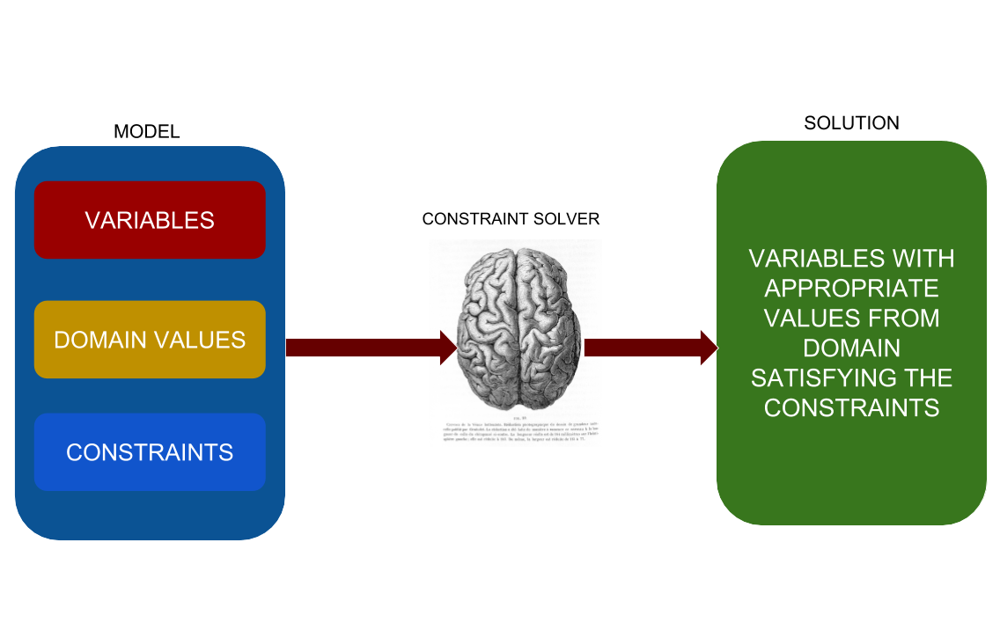 MODEL
VARIABLES
DOMAIN VALUES
CONSTRAINTS
CONSTRAINT SOLVER
SOLUTION
VARIABLES WITH
APPROPRIATE
VALUES FROM
DOMAIN
SATISFYING THE
CONSTRAINTS